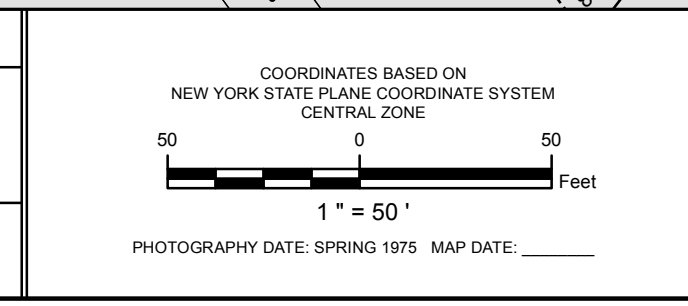 COORDINATES BASED ON
NEW YORK STATE PLANE COORDINATE SYSTEM
CENTRAL ZONE
50 0 50
Feet
1 " = 50 '
PHOTOGRAPHY DATE: SPRING 1975 MAP DATE: ________